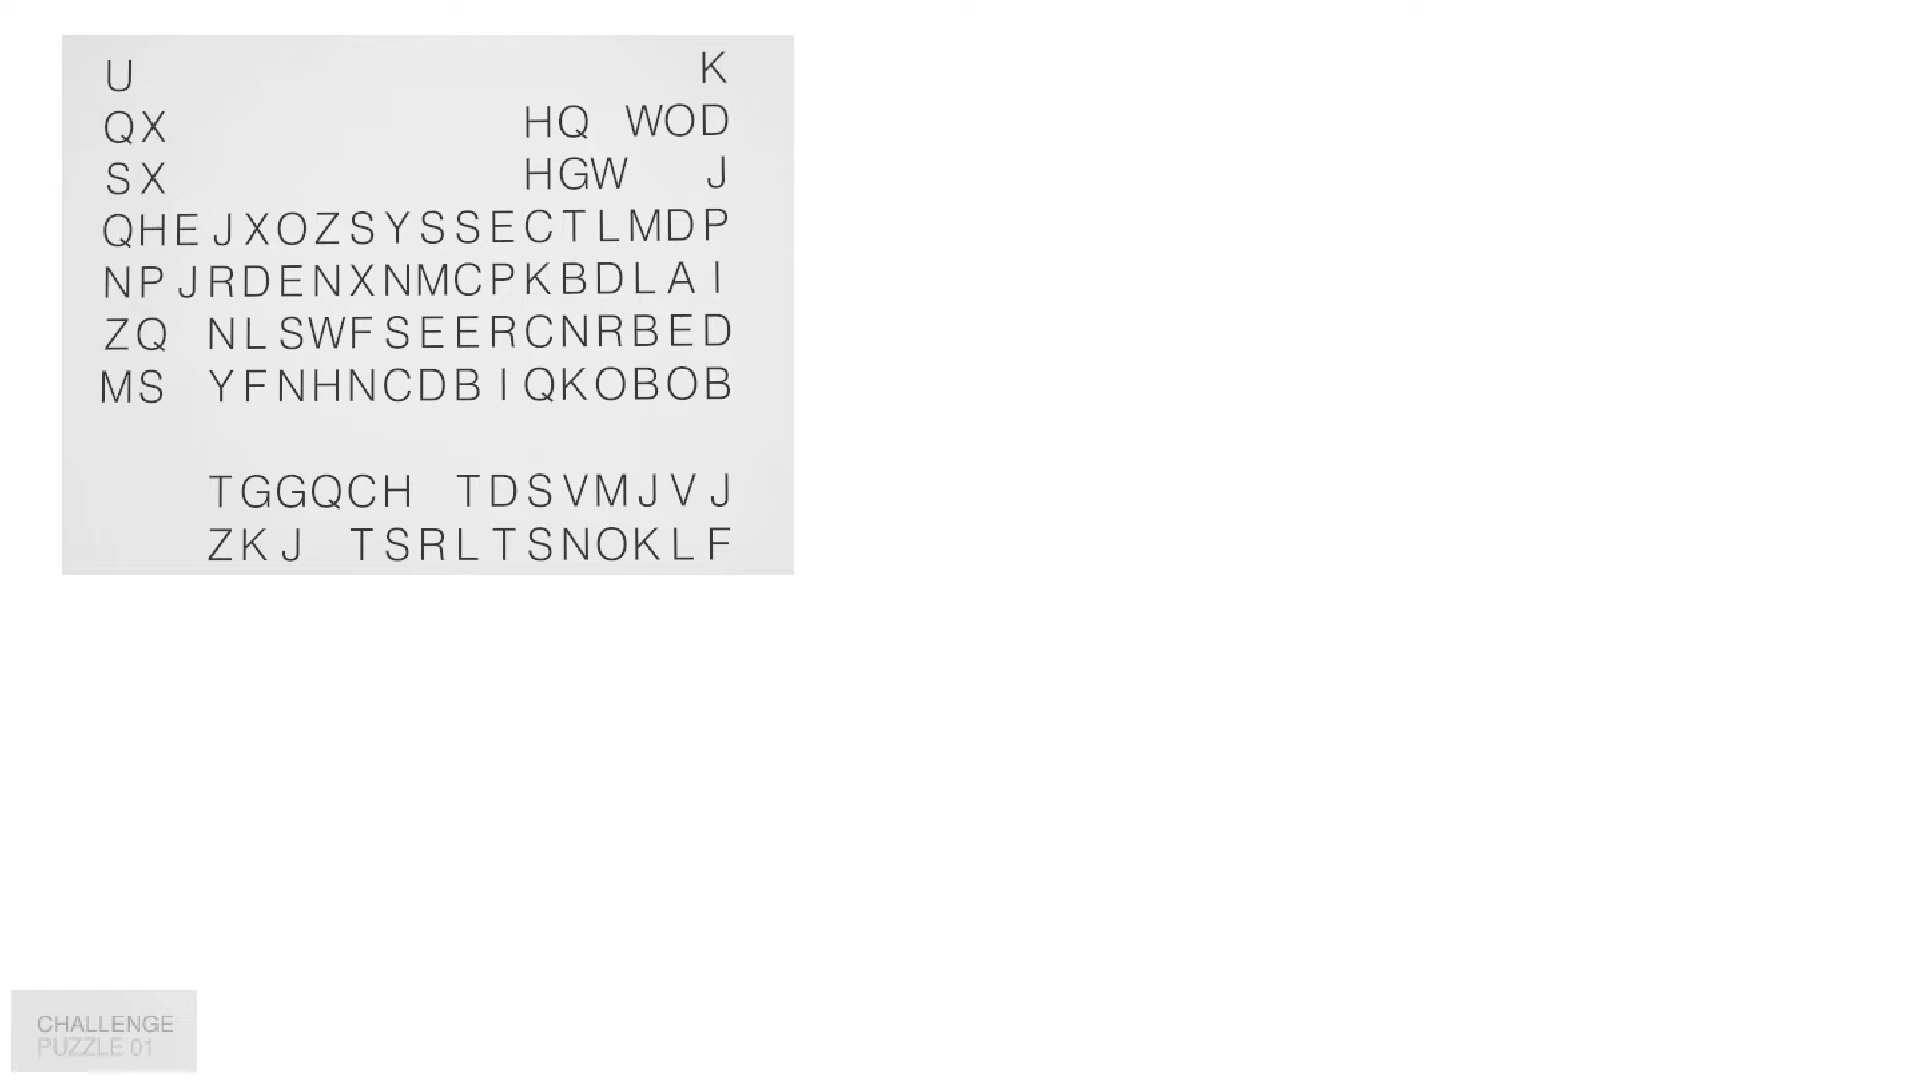 U K
QX HQ WOD
SX HGW J
QHEJXOZSYSSECTLMDP
NPJRDENXNMCPKBDLAI
ZQ NLSWFSEERCNRBED
MS YFNHNCDBIQKOBOB
TGGQCH TDSVMJVJ
ZKJ TSRLTSNOKLF
CHALLENGE
PUZZLE 01